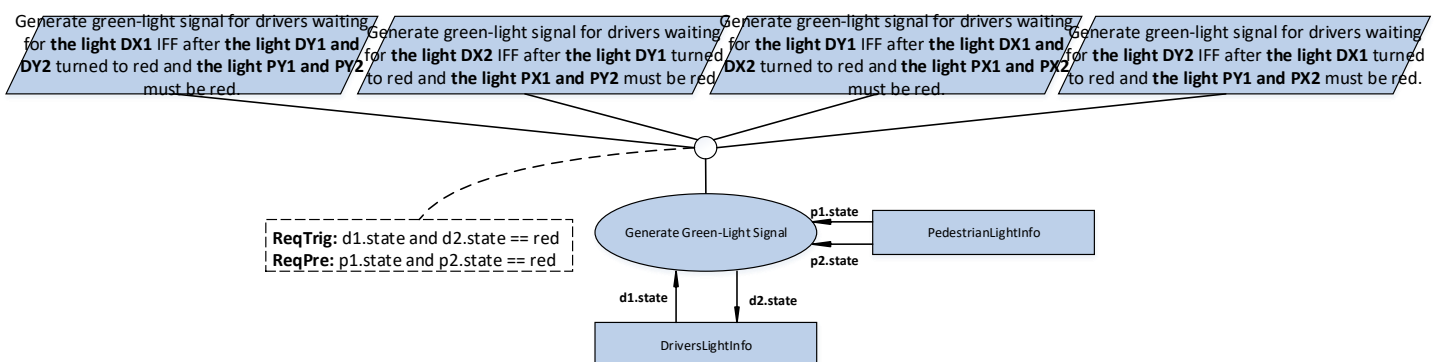 Generate green-light signal for drivers waiting
for the light DX1 IFF after the light DY1 and
DY2 turned to red and the light PY1 and PY2
must be red.
Generate green-light signal for drivers waiting
for the light DX2 IFF after the light DY1 turned
to red and the light PX1 and PY2 must be red.
Generate green-light signal for drivers waiting
for the light DY1 IFF after the light DX1 and
DX2 turned to red and the light PX1 and PX2
must be red.
Generate green-light signal for drivers waiting
for the light DY2 IFF after the light DX1 turned
to red and the light PY1 and PX2 must be red.
ReqTrig: d1.state and d2.state == red
ReqPre: p1.state and p2.state == red
Generate Green-Light Signal
p1.state
p2.state
PedestrianLightInfo
d1.state
d2.state
DriversLightInfo